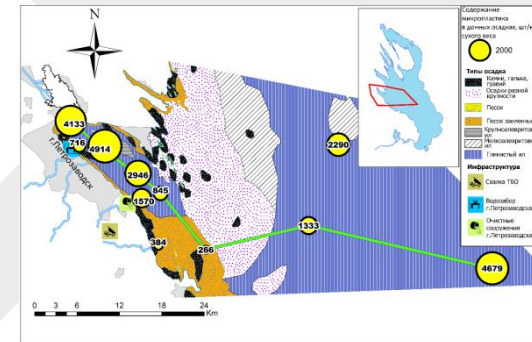 N
4133
716
4914
г.Петрозаводск
2946
845
1570
384
266
1333
2290
4679
0 3 6 12 18 24
Km
Содержание
микропластика
в донных осадках, шт/кг
сухого веса
2000
Типы осадка
Камни, галька,
гравий
Осадки разной
крупности
Песок
Песок заиленный
Крупноалевритовый
ил
Мелкоалевритовый
ил
Глинистый ил
Инфраструктура
Свалка ТБО
Водозабор
г.Петрозаводска
Очистные
сооружения
г.Петрозаводска